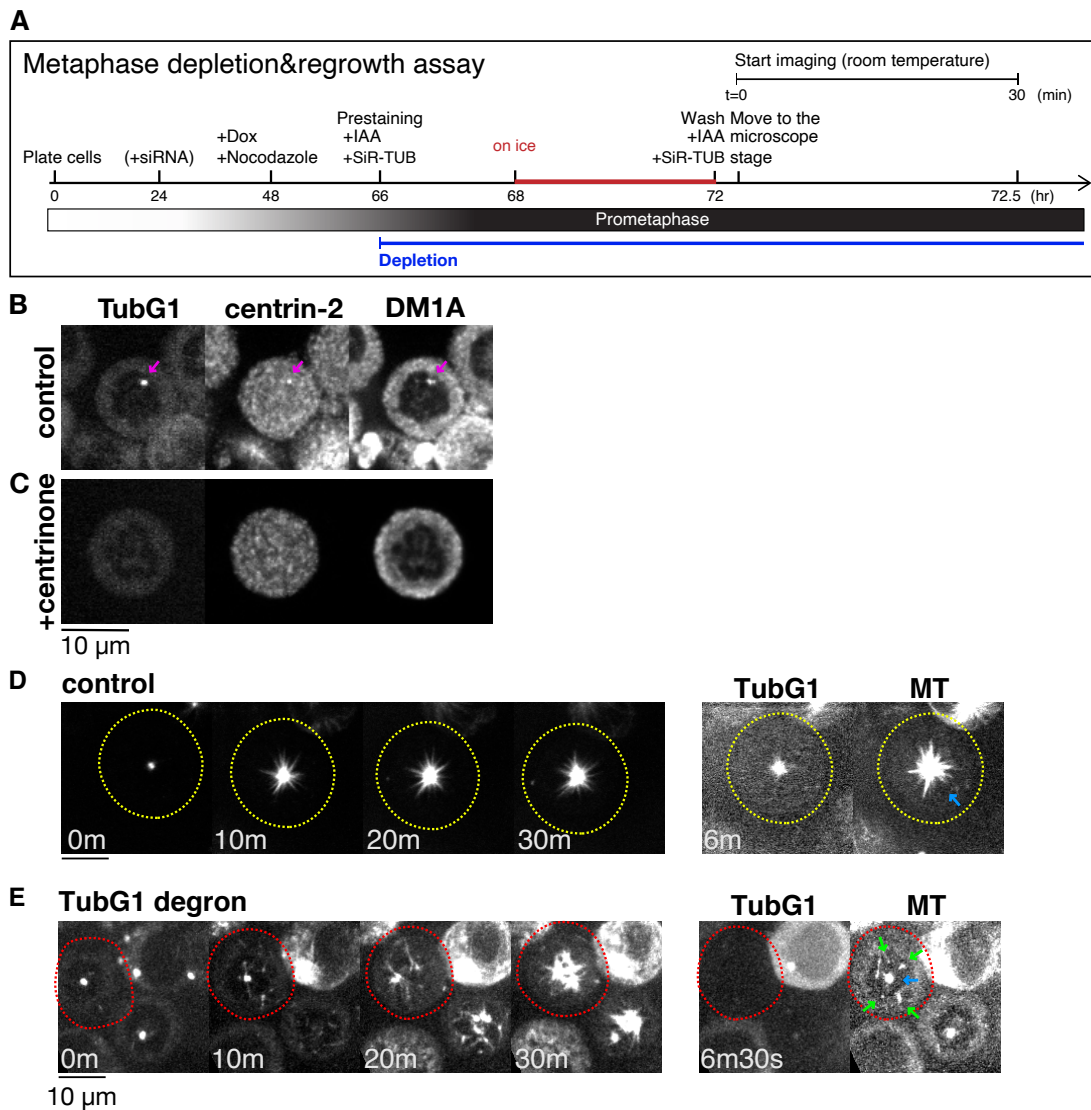 A
Metaphase depletion&regrowth assay
Start imaging (room temperature)
t=0 30 (min)
Prestaining Wash Move to the
+Dox +IAA on ice +IAA microscope
Plate cells (+siRNA) +Nocodazole +SiR-TUB +SiR-TUB stage
0 24 48 66 68 72 72.5 (hr)
Prometaphase
Depletion
B TubG1 centrin-2 DM1A
control
C
+centrinone
10 µm
D control TubG1 MT
0m 10m 20m 30m 6m
E TubG1 degron TubG1 MT
0m 10m 20m 30m 6m30s
10 µm